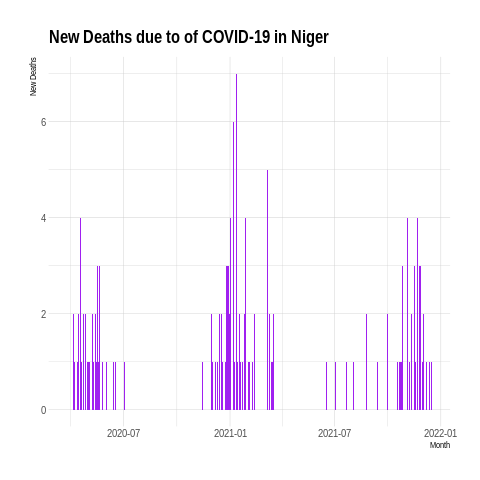 New Deaths due to of COVID-19 in Niger
New Deaths
6
4
2
0
2020-07 2021-01 2021-07 2022-01
Month